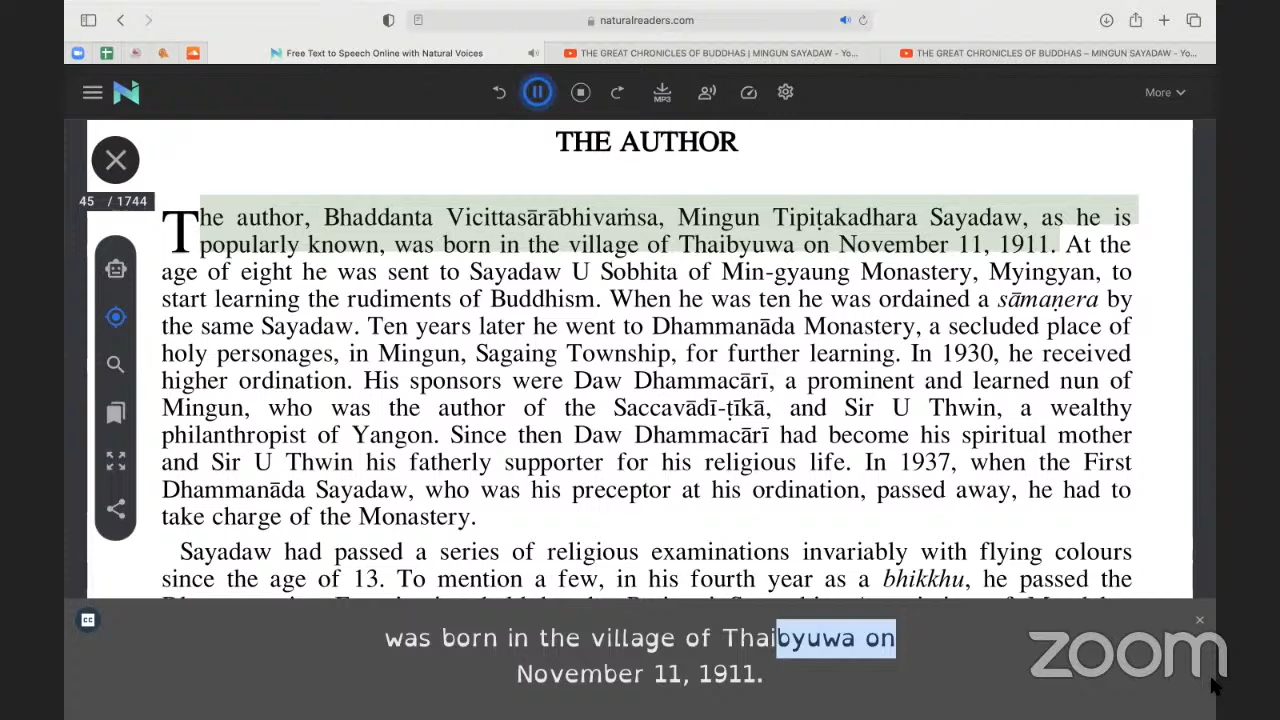 naturalreaders.com
Free Text to Speech Online with Natural Voices
THE GREAT CHRONICLES OF BUDDHAS | MINGUN SAYADAW - Yo...
THE GREAT CHRONICLES OF BUDDHAS – MINGUN SAYADAW - Yo...
MP3
More
THE AUTHOR
45 / 1744
The author, Bhaddanta Vicittasārābhivaṁsa, Mingun Tipiṭakadhara Sayadaw, as he is
popularly known, was born in the village of Thaibyuwa on November 11, 1911. At the
age of eight he was sent to Sayadaw U Sobhita of Min-gyaung Monastery, Myingyan, to
start learning the rudiments of Buddhism. When he was ten he was ordained a sāmaṇera by
the same Sayadaw. Ten years later he went to Dhammanāda Monastery, a secluded place of
holy personages, in Mingun, Sagaing Township, for further learning. In 1930, he received
higher ordination. His sponsors were Daw Dhammacārī, a prominent and learned nun of
Mingun, who was the author of the Saccavādī-ṭīkā, and Sir U Thwin, a wealthy
philanthropist of Yangon. Since then Daw Dhammacārī had become his spiritual mother
and Sir U Thwin his fatherly supporter for his religious life. In 1937, when the First
Dhammanāda Sayadaw, who was his preceptor at his ordination, passed away, he had to
take charge of the Monastery.
Sayadaw had passed a series of religious examinations invariably with flying colours
since the age of 13. To mention a few, in his fourth year as a bhikkhu, he passed the
cc
was born in the village of Thaibyuwa on
November 11, 1911.
zoom